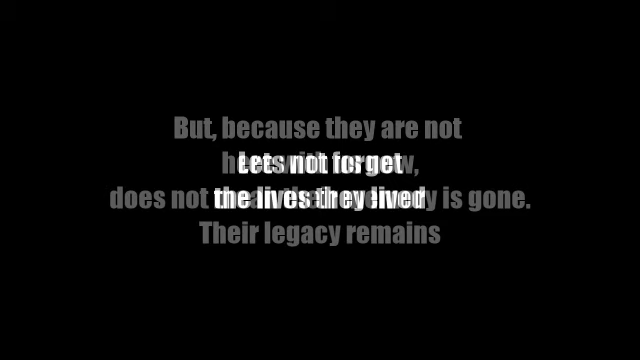 But, because they are not
Lets not forget
does not is gone.
the lives they lived
Their legacy remains